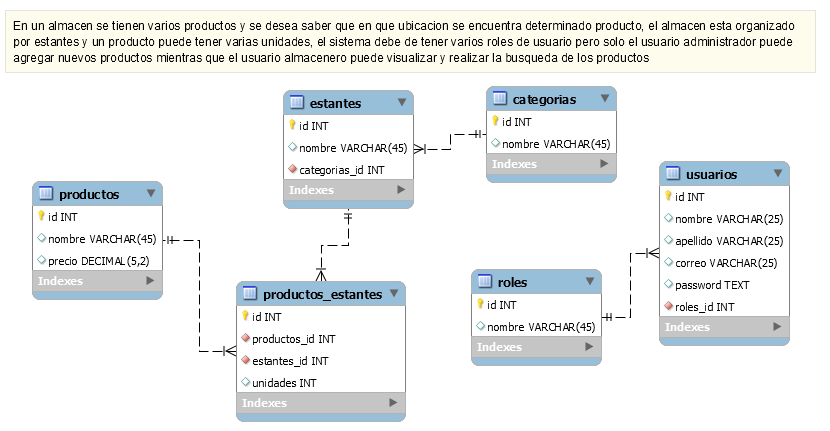 En un almacen se tienen varios productos y se desea saber que en que ubicacion se encuentra determinado producto, el almacen esta organizado
por estantes y un producto puede tener varias unidades, el sistema debe de tener varios roles de usuario pero solo el usuario administrador puede
agregar nuevos productos mientras que el usuario almacenero puede visualizar y realizar la busqueda de los productos
estantes
id INT
nombre VARCHAR(45)
categorias_id INT
Indexes
categorias
id INT
nombre VARCHAR(45)
Indexes
productos
id INT
nombre VARCHAR(45)
precio DECIMAL(5,2)
Indexes
usuarios
id INT
nombre VARCHAR(25)
apellido VARCHAR(25)
correo VARCHAR(25)
password TEXT
roles_id INT
Indexes
productos_estantes
id INT
productos_id INT
estantes_id INT
unidades INT
Indexes
roles
id INT
nombre VARCHAR(45)
Indexes